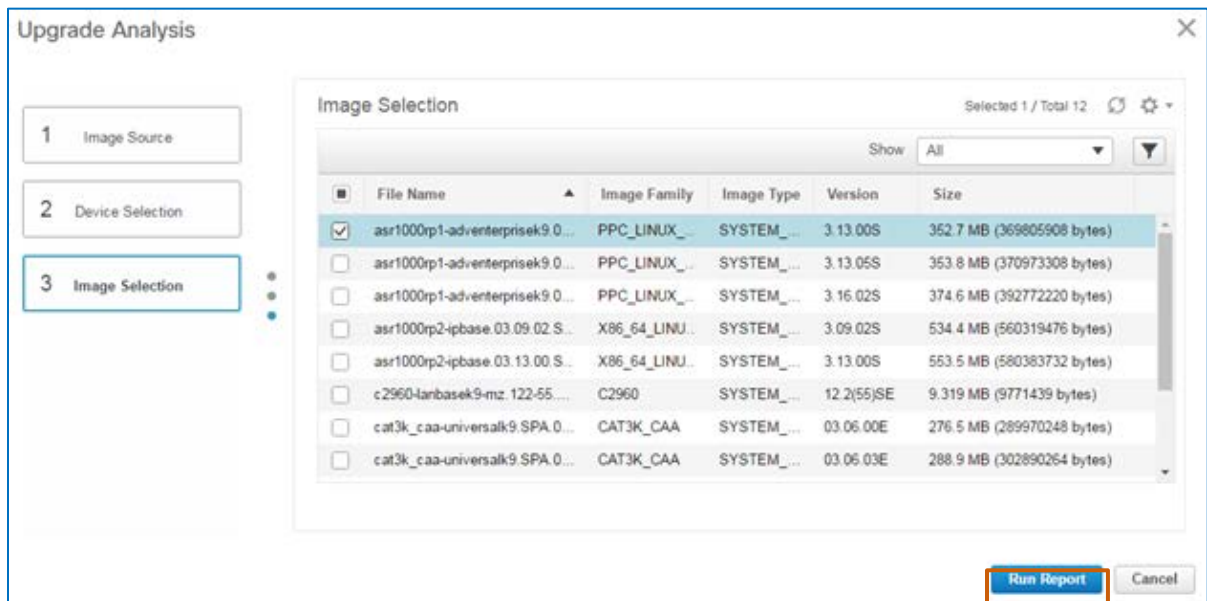 Upgrade Analysis
1 Image Source
2 Device Selection
3 Image Selection
Image Selection
Selected 1 / Total 12
Show All
File Name Image Family Image Type Version Size
asr1000rp1-adventerprisek9.0... PPC_LINUX_... SYSTEM_... 3.13.00S 352.7 MB (369805908 bytes)
asr1000rp1-adventerprisek9.0... PPC_LINUX_... SYSTEM_... 3.13.05S 353.8 MB (370973308 bytes)
asr1000rp1-adventerprisek9.0... PPC_LINUX_... SYSTEM_... 3.16.02S 374.6 MB (392772220 bytes)
asr1000rp2-ipbase.03.09.02.S... X86_64_LINU... SYSTEM_... 3.09.02S 534.4 MB (560319476 bytes)
asr1000rp2-ipbase.03.13.00.S... X86_64_LINU... SYSTEM_... 3.13.00S 553.5 MB (580383732 bytes)
c2960-lanbasek9-mz.122-55.... C2960 SYSTEM_... 12.2(55)SE 9.319 MB (9771439 bytes)
cat3k_caa-universalk9.SPA.0... CAT3K_CAA SYSTEM_... 03.06.00E 276.5 MB (289970248 bytes)
cat3k_caa-universalk9.SPA.0... CAT3K_CAA SYSTEM_... 03.06.03E 288.9 MB (302890264 bytes)
Run Report Cancel